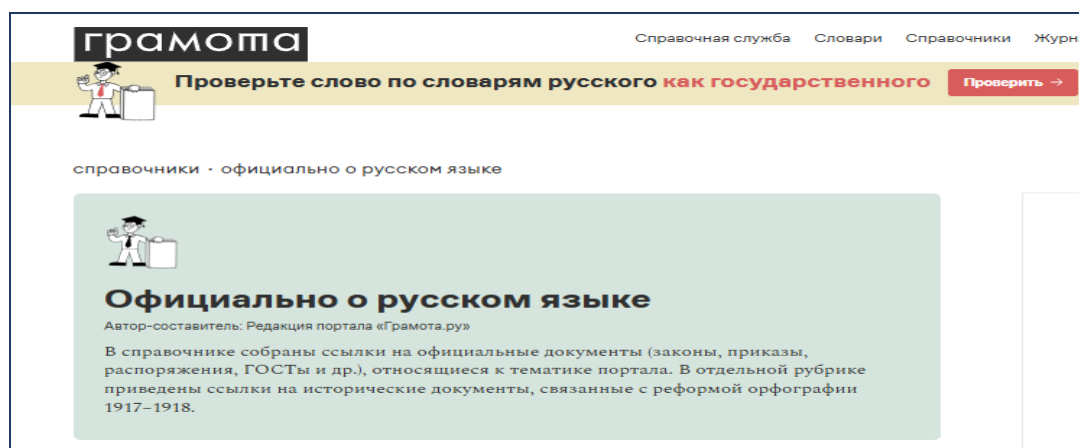 грамота
Справочная служба Словари Справочники Журн
Проверьте слово по словарям русского как государственного Проверить →
справочники · официально о русском языке
Официально о русском языке
Автор-составитель: Редакция портала «Грамота.ру»
В справочнике собраны ссылки на официальные документы (законы, приказы,
распоряжения, ГОСТы и др.), относящиеся к тематике портала. В отдельной рубрике
приведены ссылки на исторические документы, связанные с реформой орфографии
1917–1918.